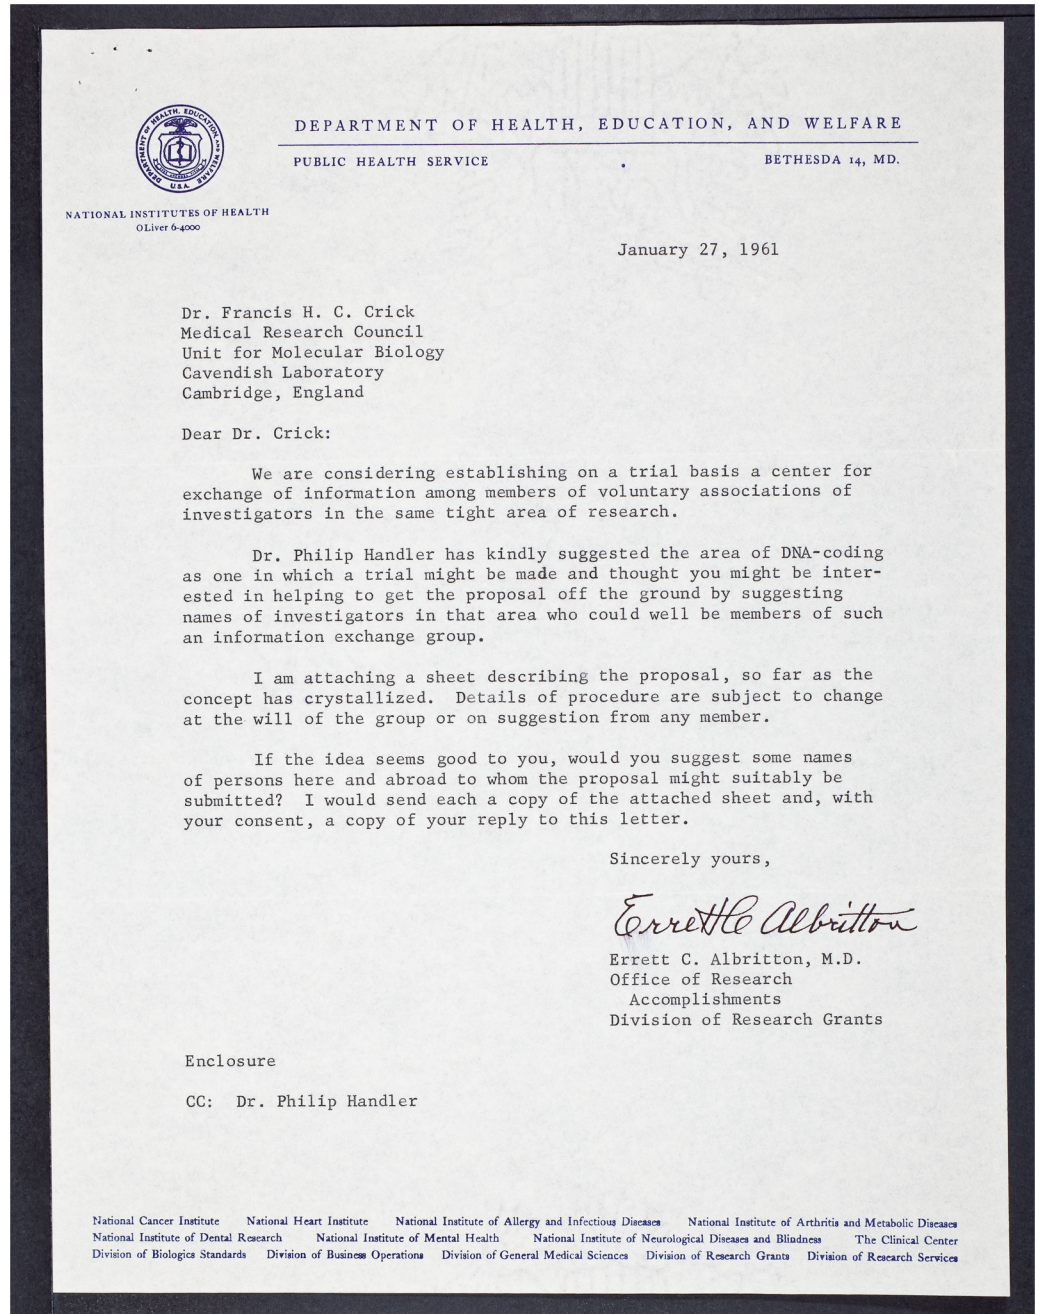 DEPARTMENT OF HEALTH, EDUCATION, AND WELFARE
U.S.A.
DEPARTMENT OF HEALTH, EDUCATION, AND WELFARE
PUBLIC HEALTH SERVICE
BETHESDA 14, MD.
NATIONAL INSTITUTES OF HEALTH
OLiver 6-4000
January 27, 1961
Dr. Francis H. C. Crick
Medical Research Council
Unit for Molecular Biology
Cavendish Laboratory
Cambridge, England
Dear Dr. Crick:
We are considering establishing on a trial basis a center for
exchange of information among members of voluntary associations of
investigators in the same tight area of research.
Dr. Philip Handler has kindly suggested the area of DNA-coding
as one in which a trial might be made and thought you might be inter-
ested in helping to get the proposal off the ground by suggesting
names of investigators in that area who could well be members of such
an information exchange group.
I am attaching a sheet describing the proposal, so far as the
concept has crystallized. Details of procedure are subject to change
at the will of the group or on suggestion from any member.
If the idea seems good to you, would you suggest some names
of persons here and abroad to whom the proposal might suitably be
submitted? I would send each a copy of the attached sheet and, with
your consent, a copy of your reply to this letter.
Sincerely yours,
Errett C Albritton
Errett C. Albritton, M.D.
Office of Research
Accomplishments
Division of Research Grants
Enclosure
CC: Dr. Philip Handler
National Cancer Institute National Heart Institute National Institute of Allergy and Infectious Diseases National Institute of Arthritis and Metabolic Diseases
National Institute of Dental Research National Institute of Mental Health National Institute of Neurological Diseases and Blindness The Clinical Center
Division of Biologics Standards Division of Business Operations Division of General Medical Sciences Division of Research Grants Division of Research Services